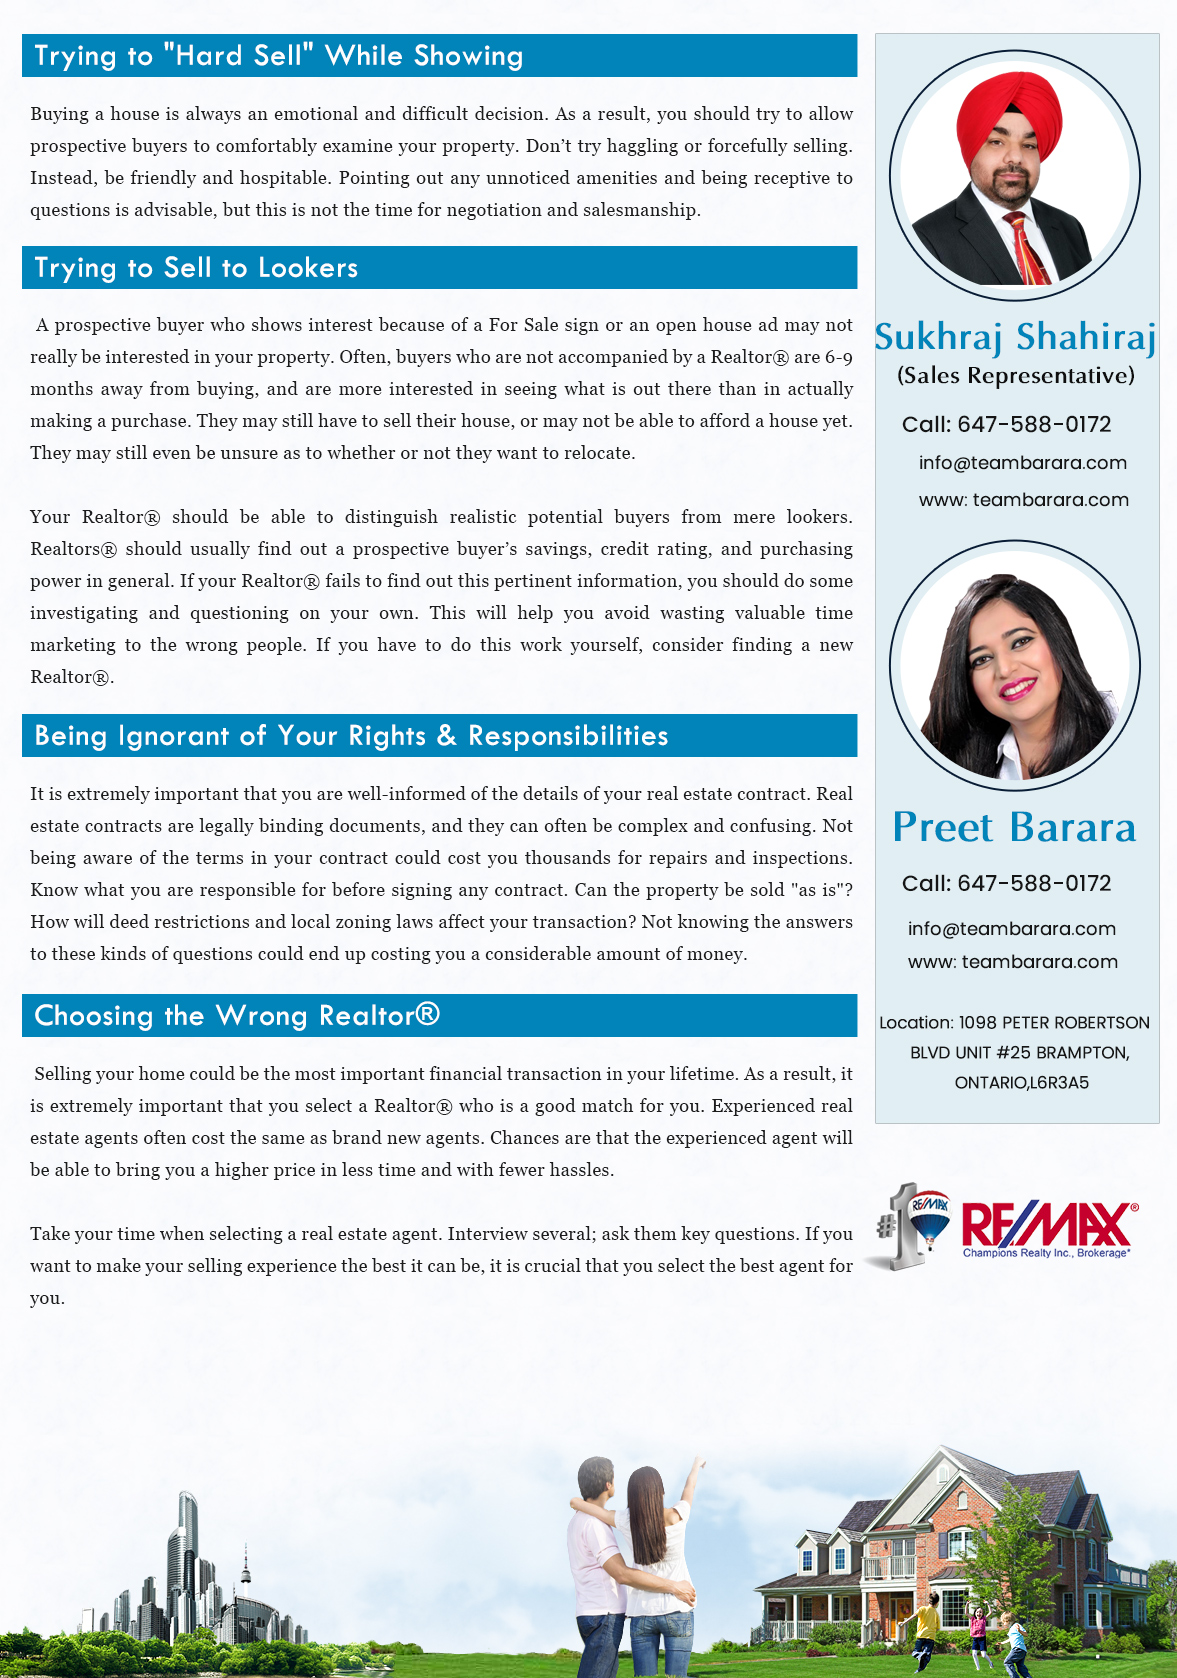 Trying to "Hard Sell" While Showing
Buying a house is always an emotional and difficult decision. As a result, you should try to allow
prospective buyers to comfortably examine your property. Don’t try haggling or forcefully selling.
Instead, be friendly and hospitable. Pointing out any unnoticed amenities and being receptive to
questions is advisable, but this is not the time for negotiation and salesmanship.
Trying to Sell to Lookers
A prospective buyer who shows interest because of a For Sale sign or an open house ad may not
really be interested in your property. Often, buyers who are not accompanied by a Realtor® are 6-9
months away from buying, and are more interested in seeing what is out there than in actually
making a purchase. They may still have to sell their house, or may not be able to afford a house yet.
They may still even be unsure as to whether or not they want to relocate.
Your Realtor® should be able to distinguish realistic potential buyers from mere lookers.
Realtors® should usually find out a prospective buyer’s savings, credit rating, and purchasing
power in general. If your Realtor® fails to find out this pertinent information, you should do some
investigating and questioning on your own. This will help you avoid wasting valuable time
marketing to the wrong people. If you have to do this work yourself, consider finding a new
Realtor®.
Being Ignorant of Your Rights & Responsibilities
It is extremely important that you are well-informed of the details of your real estate contract. Real
estate contracts are legally binding documents, and they can often be complex and confusing. Not
being aware of the terms in your contract could cost you thousands for repairs and inspections.
Know what you are responsible for before signing any contract. Can the property be sold "as is"?
How will deed restrictions and local zoning laws affect your transaction? Not knowing the answers
to these kinds of questions could end up costing you a considerable amount of money.
Choosing the Wrong Realtor®
Selling your home could be the most important financial transaction in your lifetime. As a result, it
is extremely important that you select a Realtor® who is a good match for you. Experienced real
estate agents often cost the same as brand new agents. Chances are that the experienced agent will
be able to bring you a higher price in less time and with fewer hassles.
Take your time when selecting a real estate agent. Interview several; ask them key questions. If you
want to make your selling experience the best it can be, it is crucial that you select the best agent for
you.
Sukhraj Shahiraj
(Sales Representative)
Call: 647-588-0172
info@teambarara.com
www: teambarara.com
Preet Barara
Call: 647-588-0172
info@teambarara.com
www: teambarara.com
Location: 1098 PETER ROBERTSON
BLVD UNIT #25 BRAMPTON,
ONTARIO,L6R3A5
#1
RE/MAX
RE/MAX®
Champions Realty Inc., Brokerage*